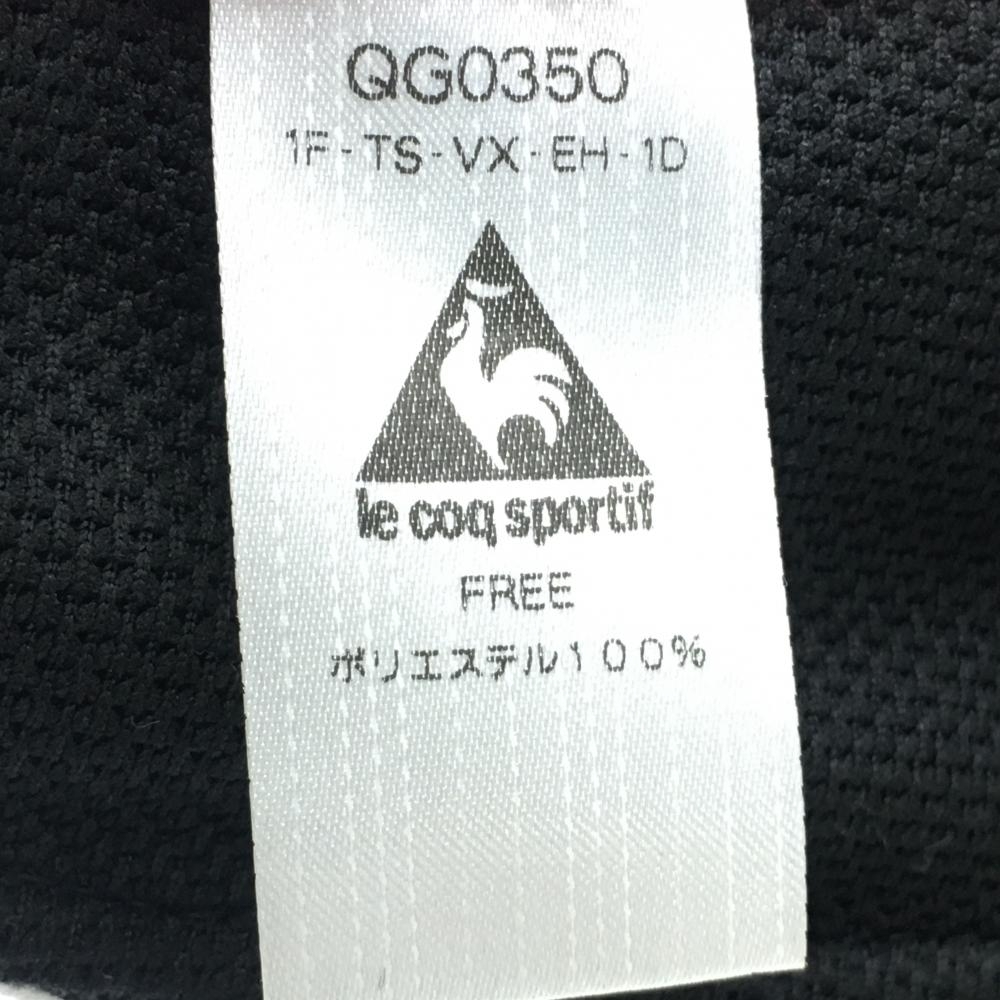 QG0350
1F-TS-VX-EH-1D
le coq sportif
FREE
ポリエステル100%